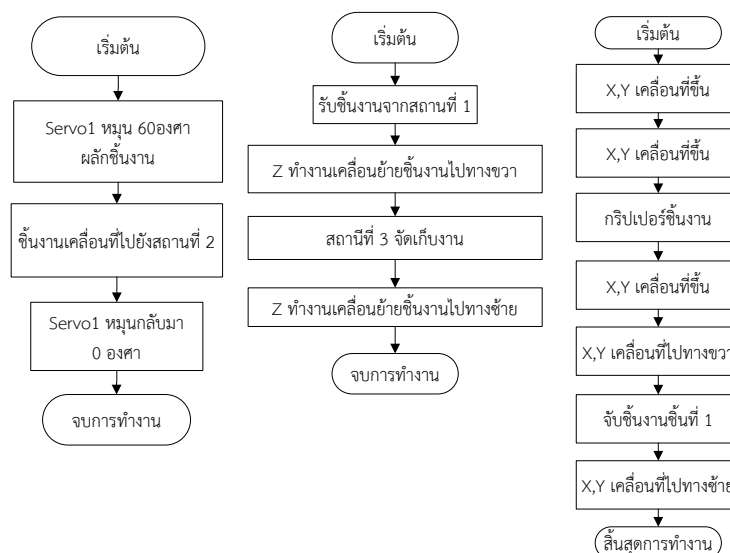 เริ่มต้น
Servo1 หมุน 60องศา
ผลักชิ้นงาน
ชิ้นงานเคลื่อนที่ไปยังสถานที่ 2
Servo1 หมุนกลับมา
0 องศา
จบการทำงาน
เริ่มต้น
รับชิ้นงานจากสถานที่ 1
Z ทำงานเคลื่อนย้ายชิ้นงานไปทางขวา
สถานีที่ 3 จัดเก็บงาน
Z ทำงานเคลื่อนย้ายชิ้นงานไปทางซ้าย
จบการทำงาน
เริ่มต้น
X,Y เคลื่อนที่ขึ้น
X,Y เคลื่อนที่ขึ้น
กริปเปอร์ชิ้นงาน
X,Y เคลื่อนที่ขึ้น
X,Y เคลื่อนที่ไปทางขวา
จับชิ้นงานชิ้นที่ 1
X,Y เคลื่อนที่ไปทางซ้าย
สิ้นสุดการทำงาน